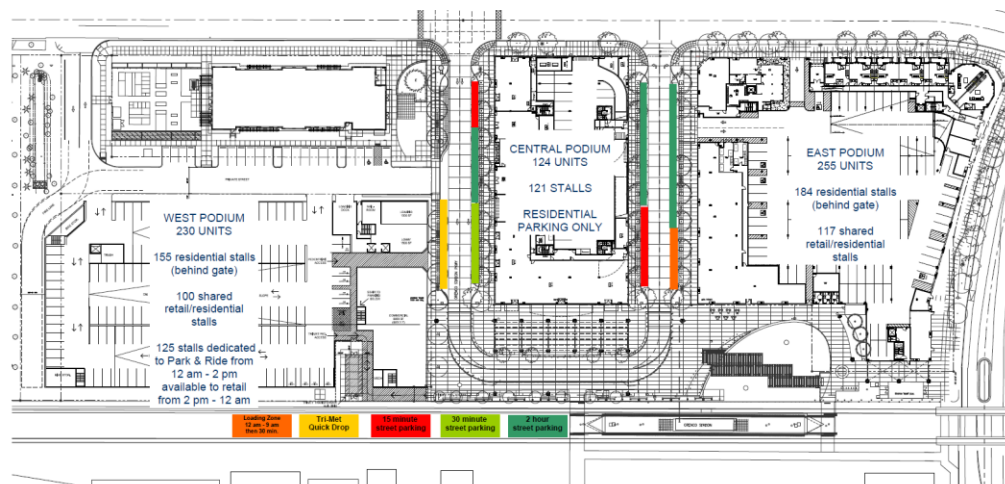 CENTRAL PODIUM
124 UNITS
121 STALLS
RESIDENTIAL
PARKING ONLY
EAST PODIUM
255 UNITS
184 residential stalls
(behind gate)
117 shared
retail/residential
stalls
WEST PODIUM
230 UNITS
155 residential stalls
(behind gate)
100 shared
retail/residential
stalls
125 stalls dedicated
to Park & Ride from
12 am - 2 pm
available to retail
from 2 pm - 12 am
Loading Zone
12 am - 9 am
then 30 min.
Tri-Met
Quick Drop
15 minute
street parking
30 minute
street parking
2 hour
street parking